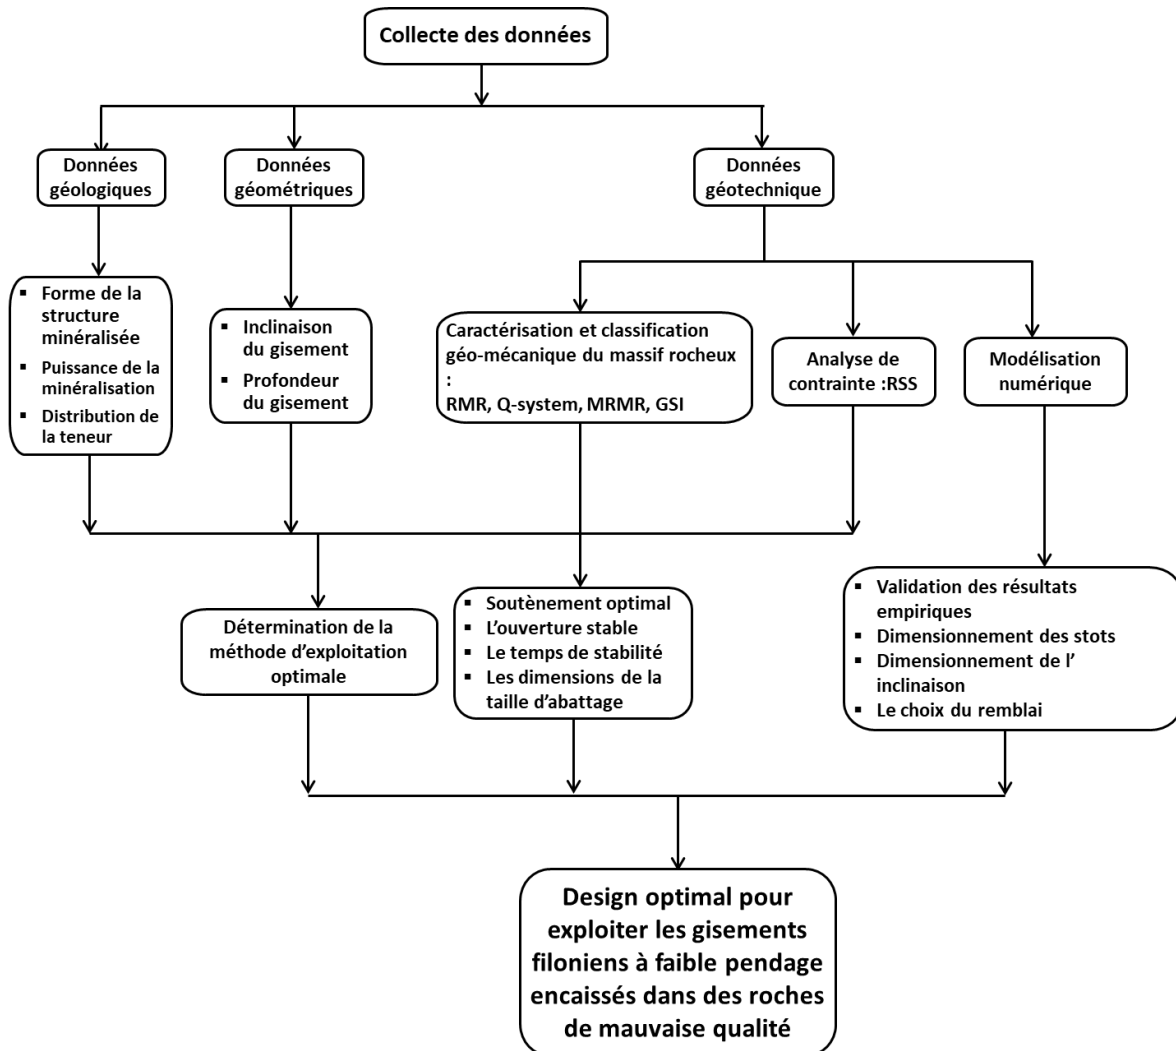 Collecte des données
Données
géologiques
Données
géométriques
Données
géotechnique
▪ Forme de la
structure
minéralisée
▪ Puissance de la
minéralisation
▪ Distribution de
la teneur
▪ Inclinaison
du gisement
▪ Profondeur
du gisement
Caractérisation et classification
géo-mécanique du massif rocheux
:
RMR, Q-system, MRMR, GSI
Analyse de
contrainte :RSS
Modélisation
numérique
Détermination de la
méthode d'exploitation
optimale
▪ Soutènement optimal
▪ L’ouverture stable
▪ Le temps de stabilité
▪ Les dimensions de la
taille d’abattage
▪ Validation des résultats
empiriques
▪ Dimensionnement des stots
▪ Dimensionnement de l’
inclinaison
▪ Le choix du remblai
Design optimal pour
exploiter les gisements
filoniens à faible pendage
encaissés dans des roches
de mauvaise qualité